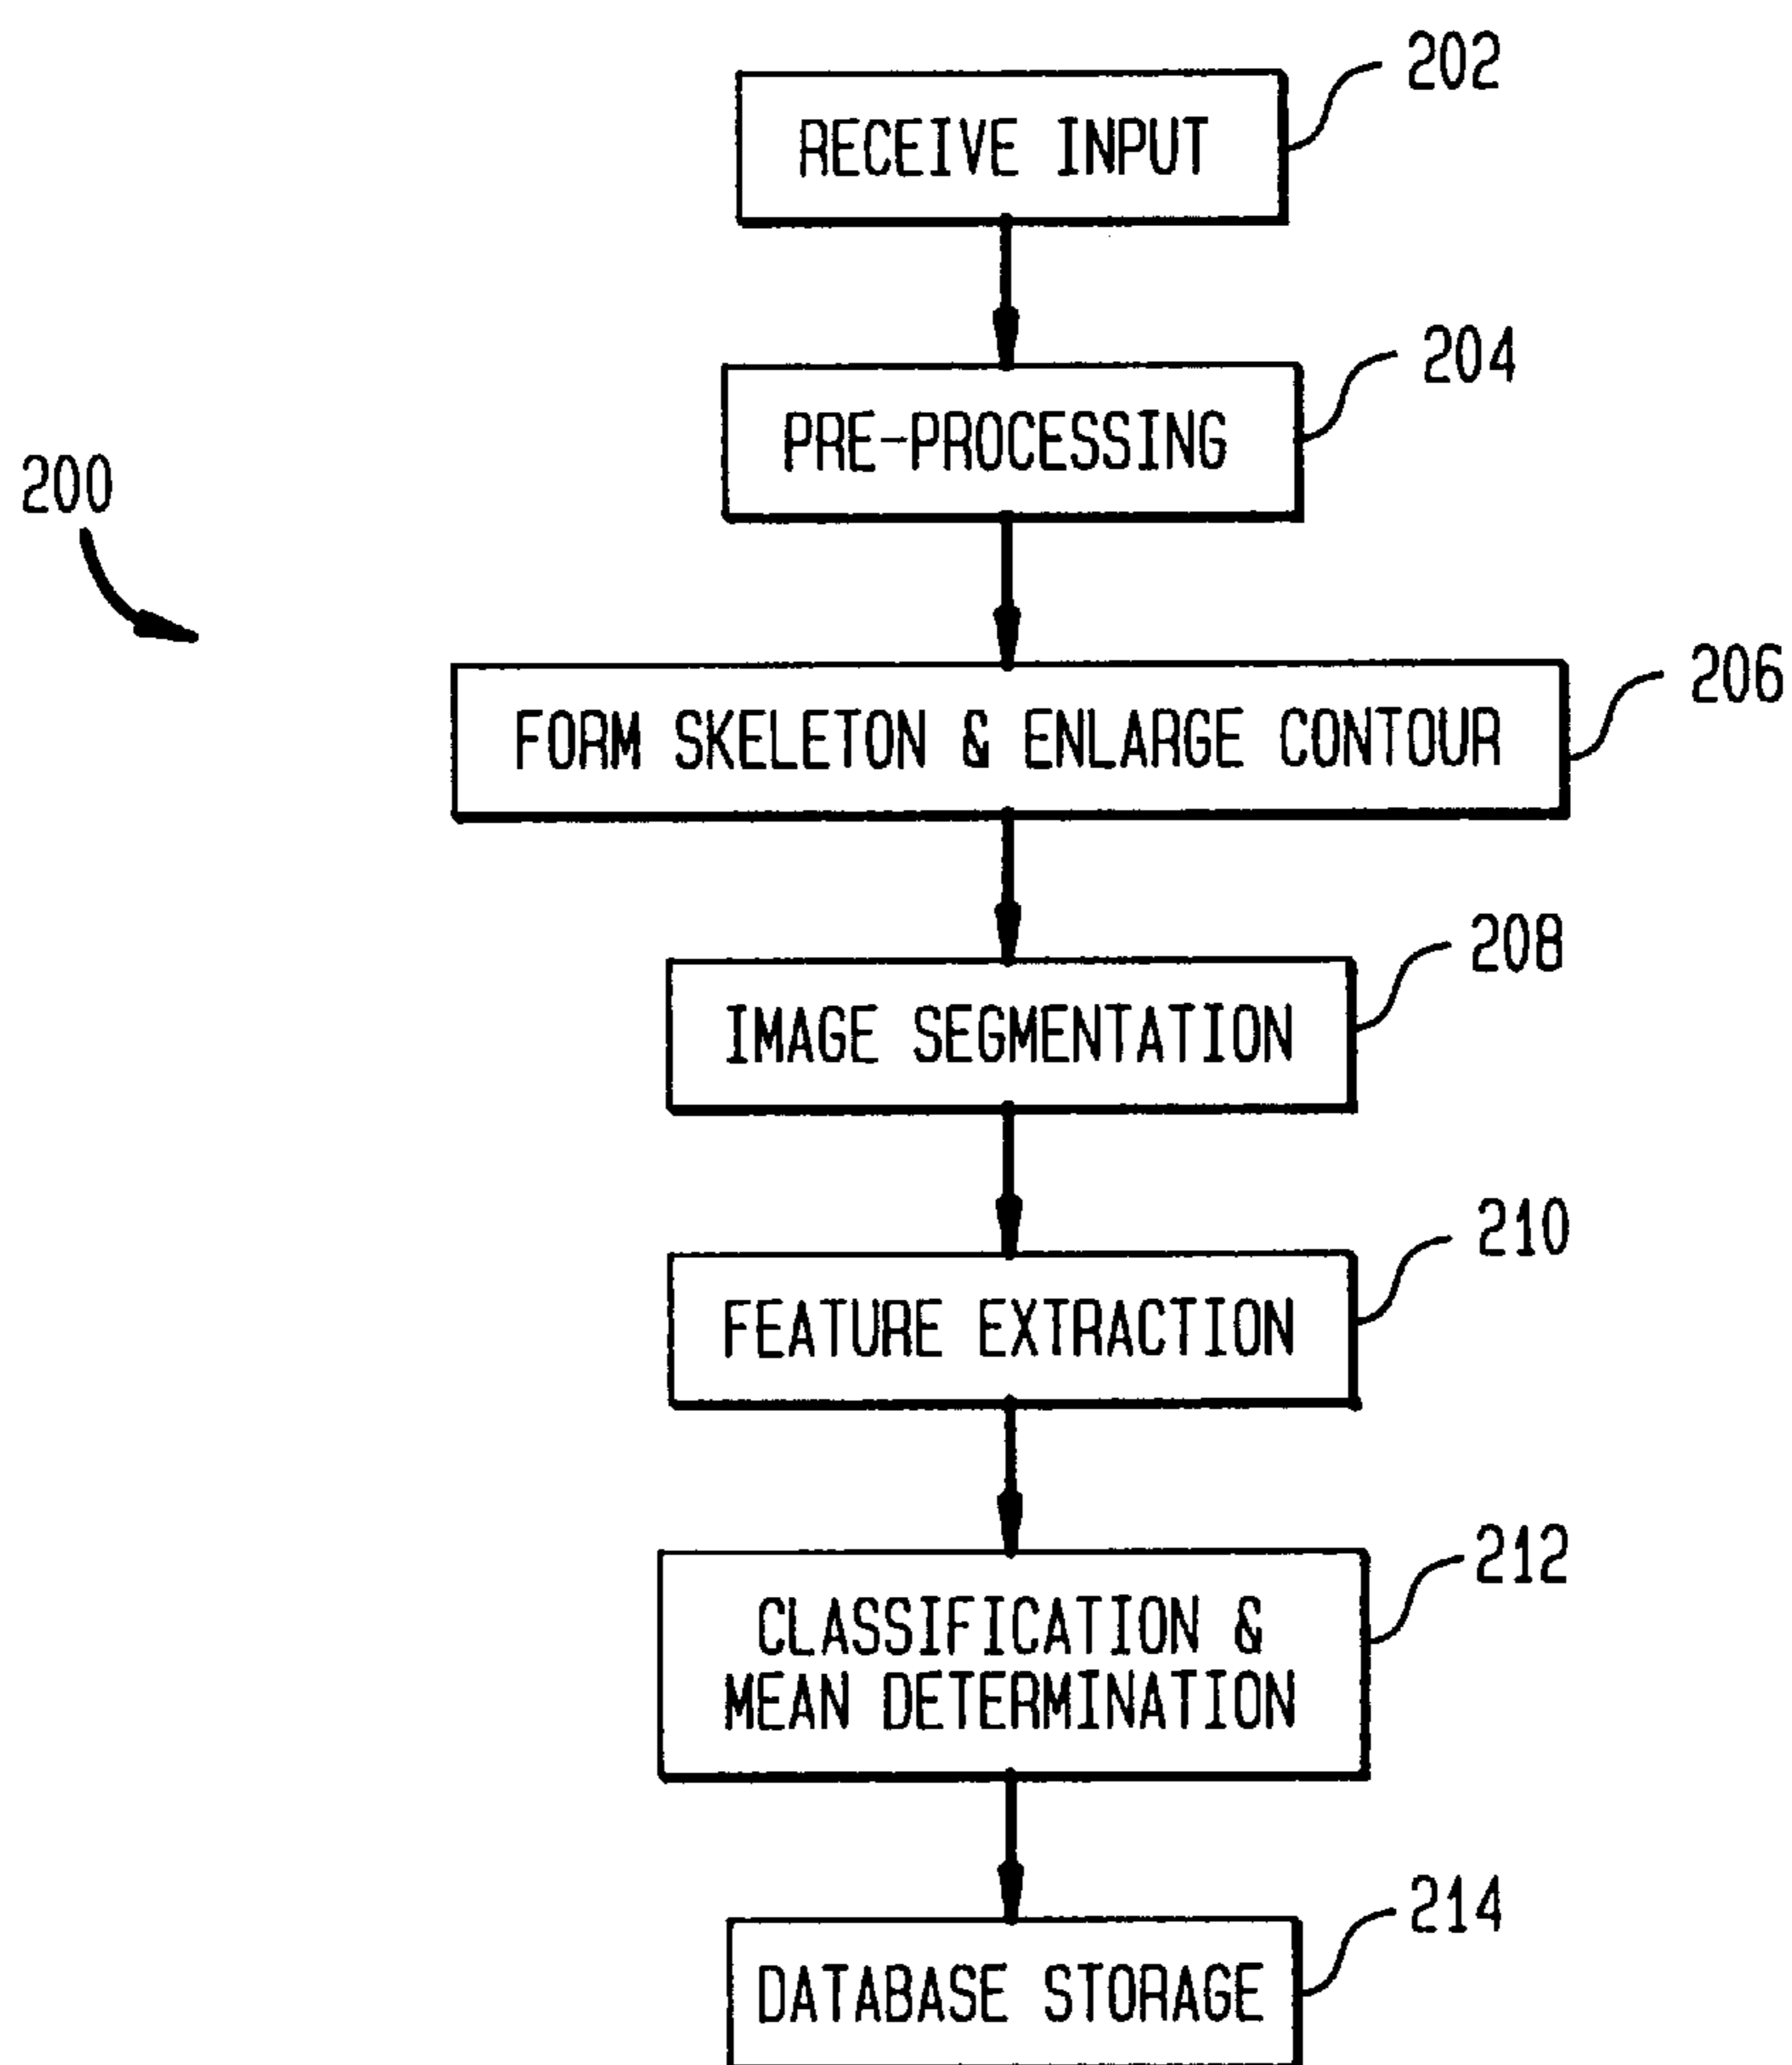 202
RECEIVE INPUT
204
PRE-PROCESSING
200
206
FORM SKELETON & ENLARGE CONTOUR
208
IMAGE SEGMENTATION
210
FEATURE EXTRACTION
212
CLASSIFICATION &
MEAN DETERMINATION
214
DATABASE STORAGE